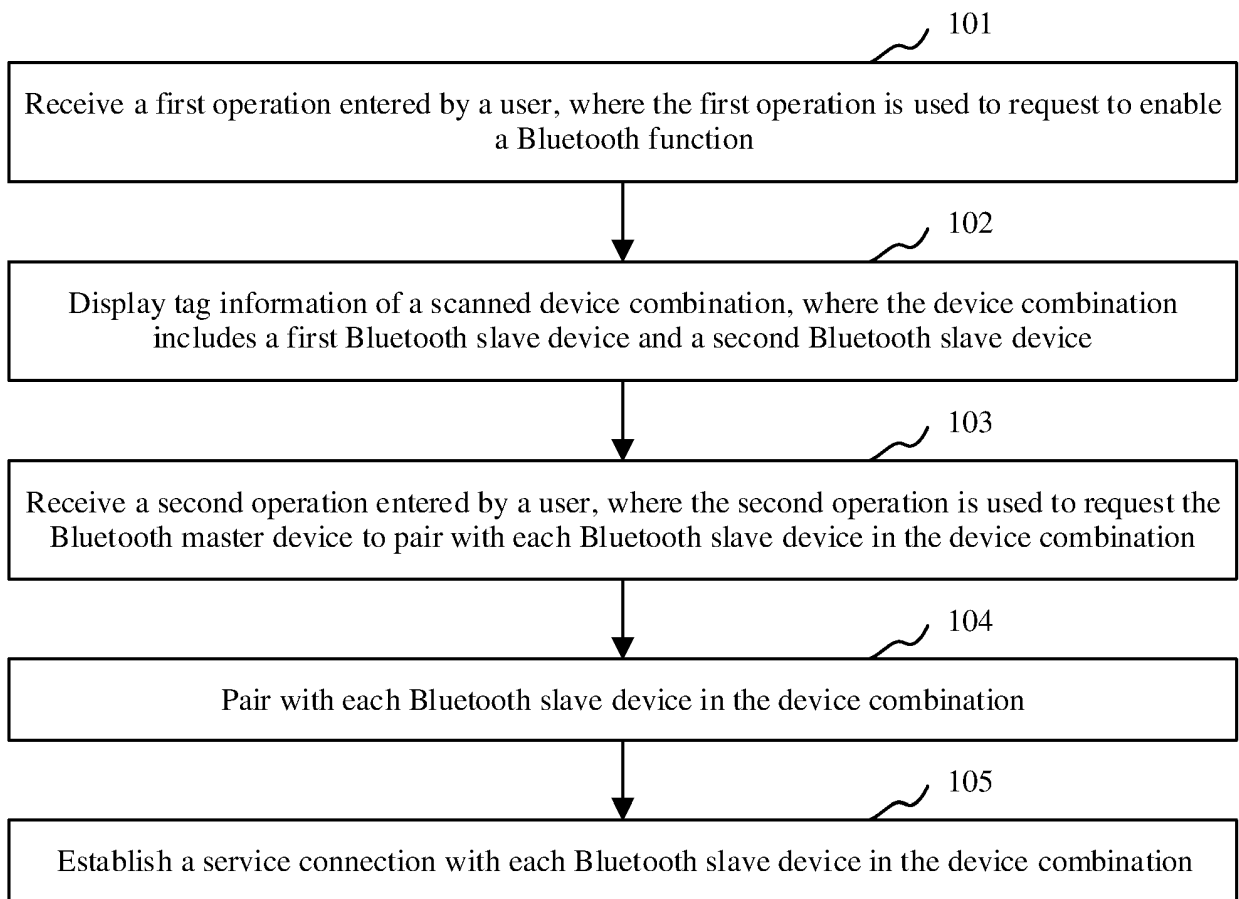 101
Receive a first operation entered by a user, where the first operation is used to request to enable
a Bluetooth function
102
Display tag information of a scanned device combination, where the device combination
includes a first Bluetooth slave device and a second Bluetooth slave device
103
Receive a second operation entered by a user, where the second operation is used to request the
Bluetooth master device to pair with each Bluetooth slave device in the device combination
104
Pair with each Bluetooth slave device in the device combination
105
Establish a service connection with each Bluetooth slave device in the device combination